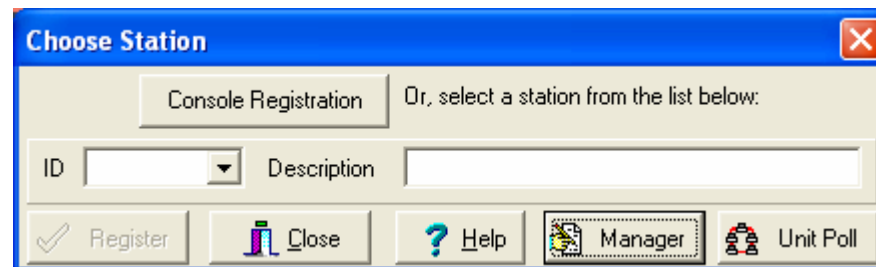 Choose Station
Console Registration Or, select a station from the list below:
ID Description
Register Close Help Manager Unit Poll